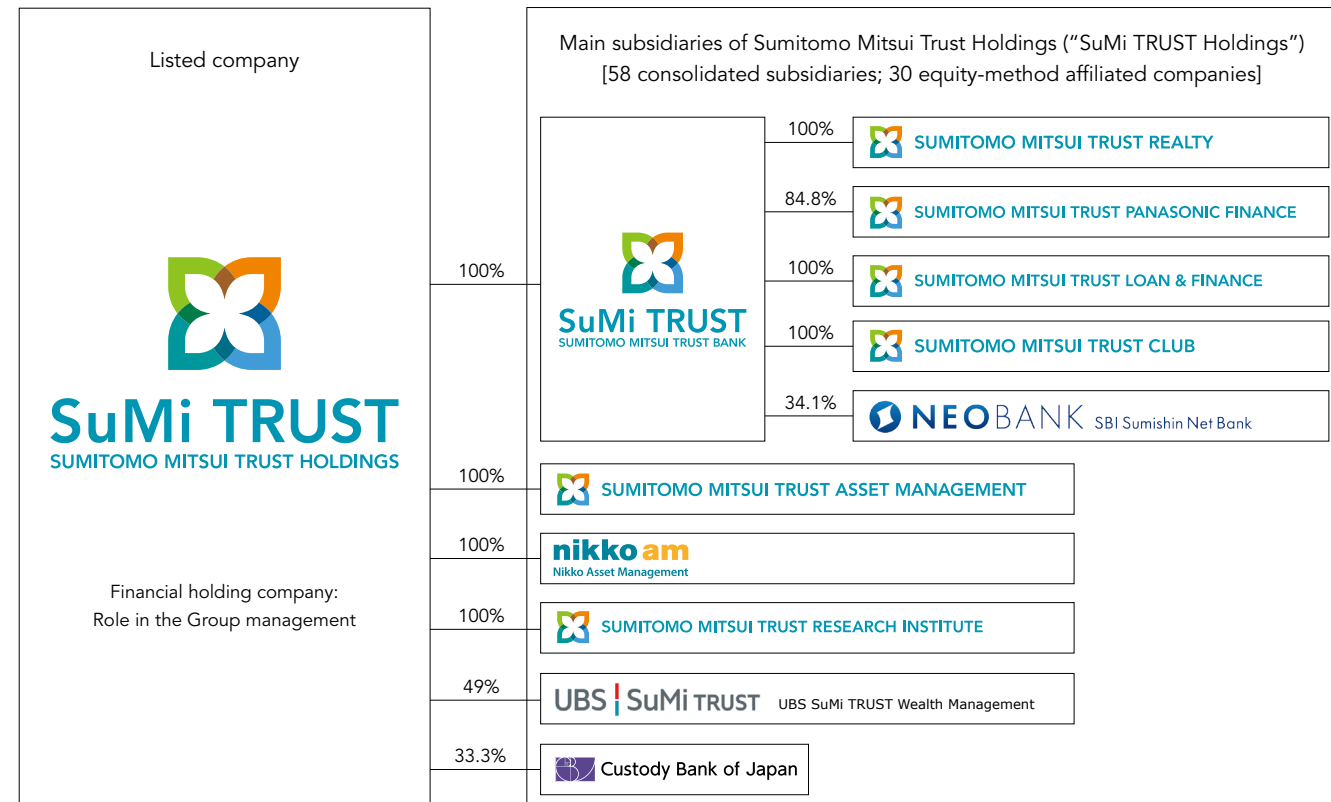 Listed company
SuMi TRUST
SUMITOMO MITSUI TRUST HOLDINGS
Financial holding company:
Role in the Group management
Main subsidiaries of Sumitomo Mitsui Trust Holdings (“SuMi TRUST Holdings”)
[58 consolidated subsidiaries; 30 equity-method affiliated companies]
100%
SuMi TRUST
SUMITOMO MITSUI TRUST BANK
100%
SUMITOMO MITSUI TRUST REALTY
84.8%
SUMITOMO MITSUI TRUST PANASONIC FINANCE
100%
SUMITOMO MITSUI TRUST LOAN & FINANCE
100%
SUMITOMO MITSUI TRUST CLUB
34.1%
NEOBANK SBI Sumishin Net Bank
100%
SUMITOMO MITSUI TRUST ASSET MANAGEMENT
100%
nikko am
Nikko Asset Management
100%
SUMITOMO MITSUI TRUST RESEARCH INSTITUTE
49%
UBS SuMi TRUST UBS SuMi TRUST Wealth Management
33.3%
Custody Bank of Japan